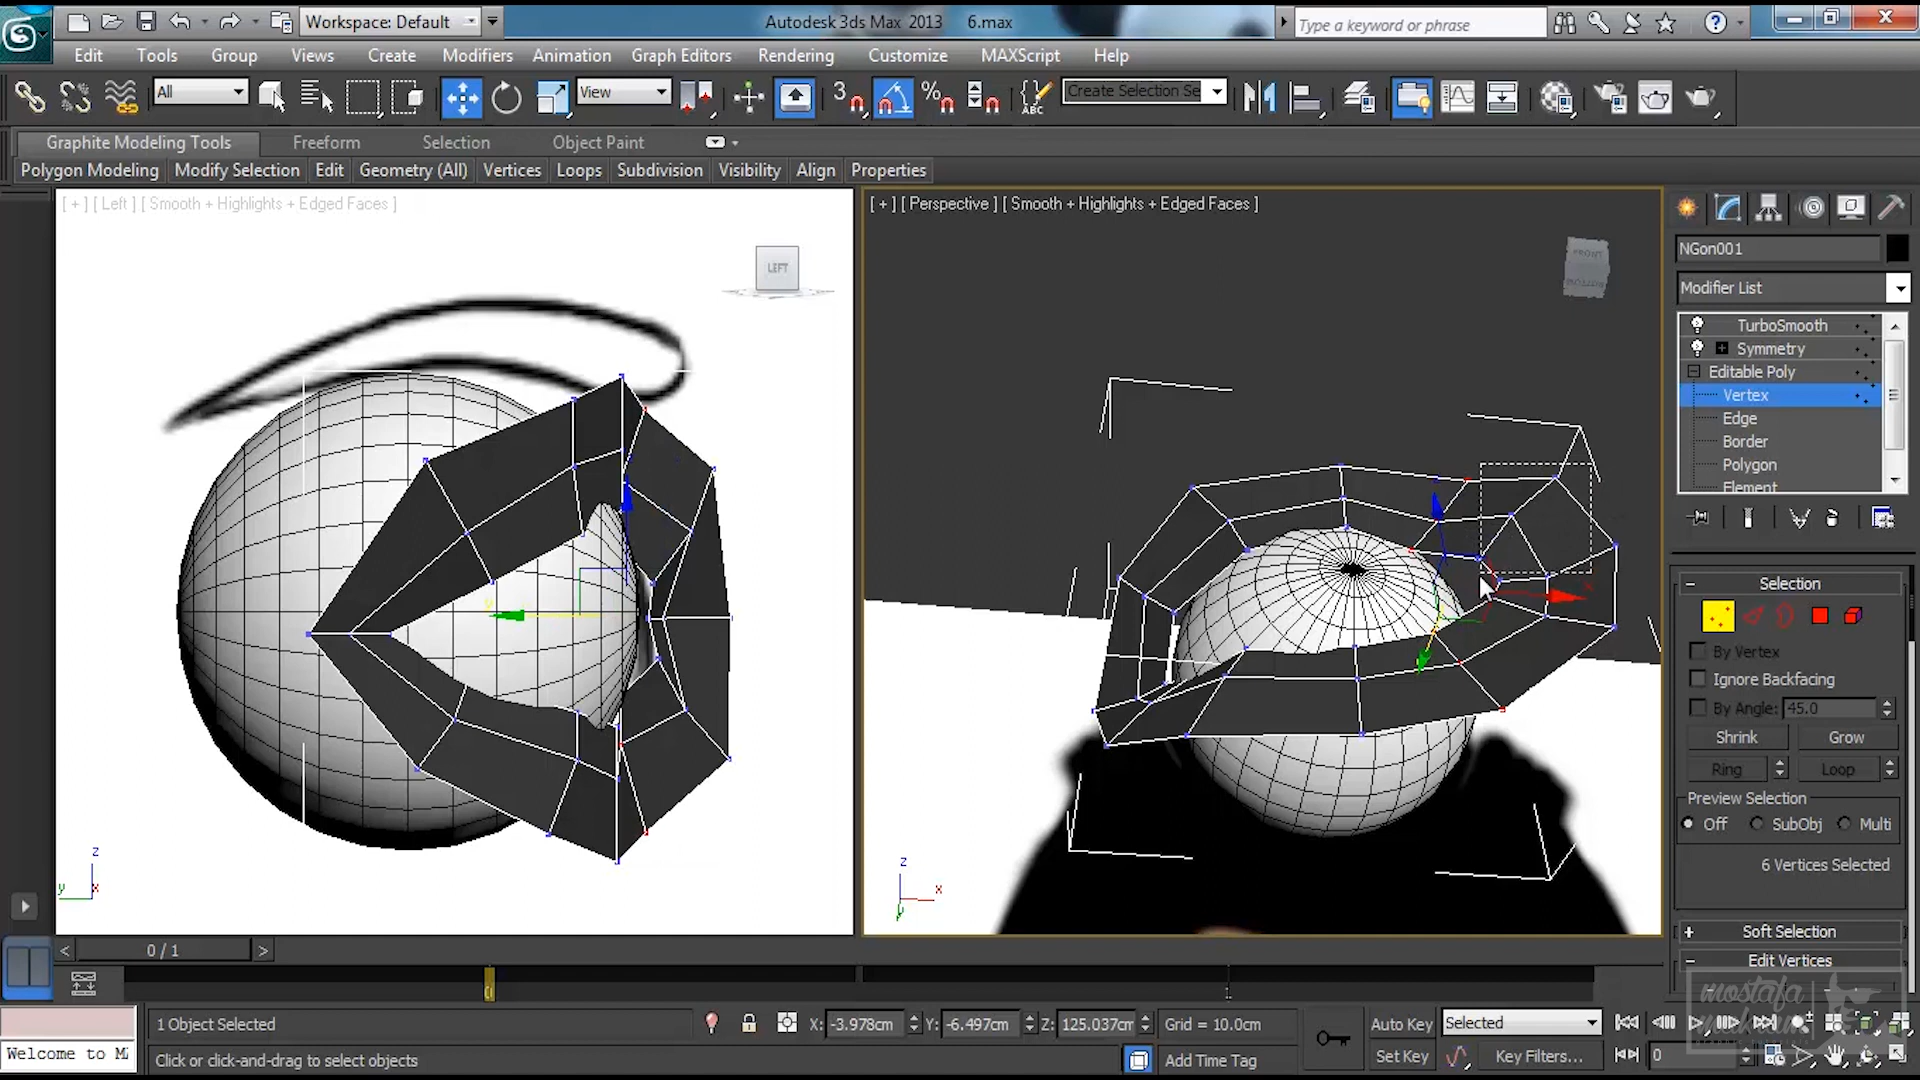 Workspace: Default
Autodesk 3ds Max 2013 6.max
Type a keyword or phrase
Edit Tools Group Views Create Modifiers Animation Graph Editors Rendering Customize MAXScript Help
All View 3 % ABC Create Selection Se
Graphite Modeling Tools Freeform Selection Object Paint
Polygon Modeling Modify Selection Edit Geometry (All) Vertices Loops Subdivision Visibility Align Properties
[ + ] [ Left ] [ Smooth + Highlights + Edged Faces ]
LEFT
[ + ] [ Perspective ] [ Smooth + Highlights + Edged Faces ]
NGon001
Modifier List
TurboSmooth
Symmetry
Editable Poly
Vertex
Edge
Border
Polygon
Element
Selection
By Vertex
Ignore Backfacing
By Angle: 45.0
Shrink Grow
Ring Loop
Preview Selection
Off SubObj Multi
6 Vertices Selected
Soft Selection
Edit Vertices
z
y x
z
x
y
< 0 / 1 >
0 1
1 Object Selected X: -3.978cm Y: -6.497cm Z: 125.037cm Grid = 10.0cm Auto Key Selected
Welcome to M Click or click-and-drag to select objects Add Time Tag Set Key Key Filters... 0
mostafa